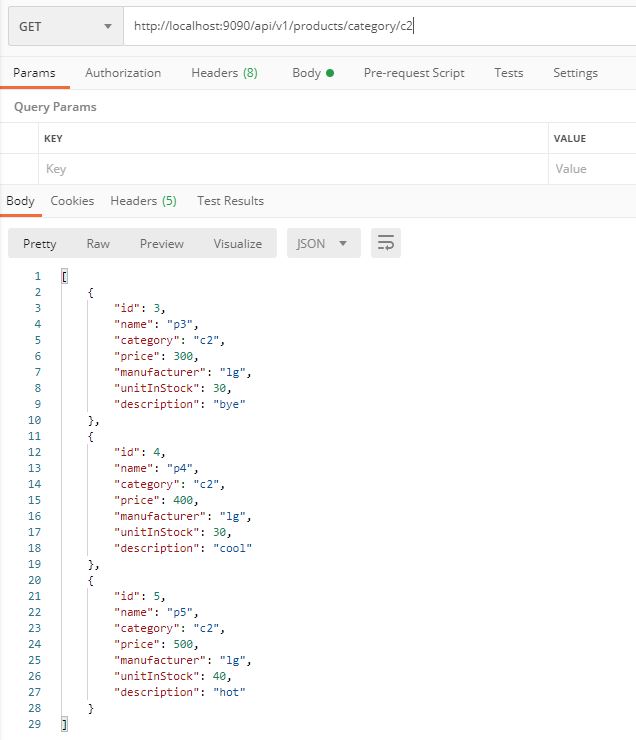 GET http://localhost:9090/api/v1/products/category/c2
Params Authorization Headers (8) Body Pre-request Script Tests Settings
Query Params
KEY VALUE
Key Value
Body Cookies Headers (5) Test Results
Pretty Raw Preview Visualize JSON
1 [
2 {
3 "id": 3,
4 "name": "p3",
5 "category": "c2",
6 "price": 300,
7 "manufacturer": "lg",
8 "unitInStock": 30,
9 "description": "bye"
10 },
11 {
12 "id": 4,
13 "name": "p4",
14 "category": "c2",
15 "price": 400,
16 "manufacturer": "lg",
17 "unitInStock": 30,
18 "description": "cool"
19 },
20 {
21 "id": 5,
22 "name": "p5",
23 "category": "c2",
24 "price": 500,
25 "manufacturer": "lg",
26 "unitInStock": 40,
27 "description": "hot"
28 }
29 ]